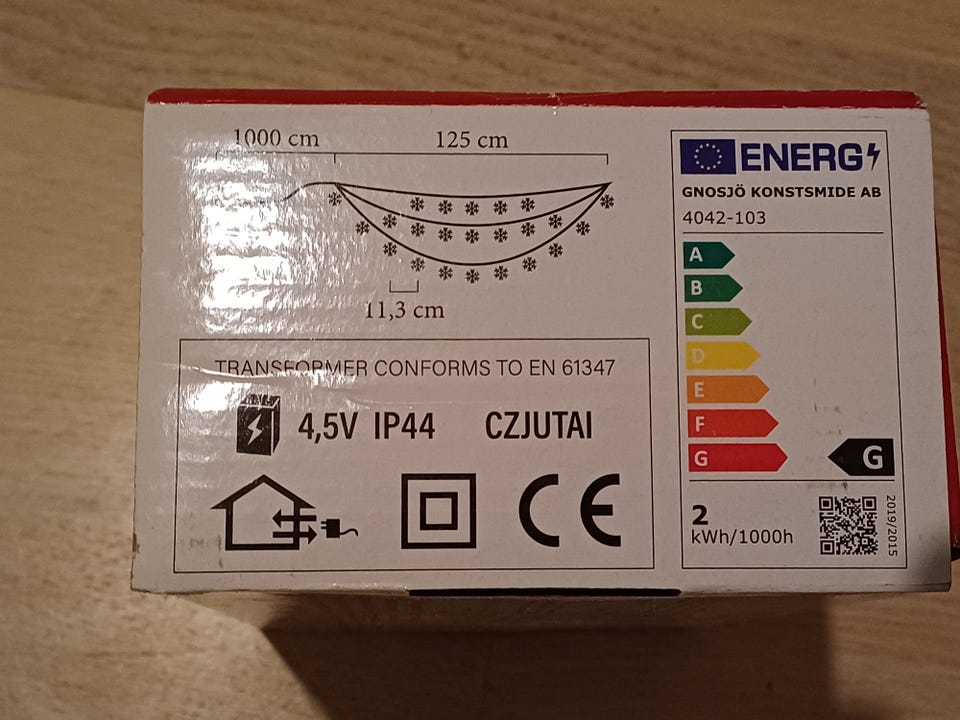 1000 cm
125 cm
11,3 cm
TRANSFORMER CONFORMS TO EN 61347
4,5V IP44 CZJUTAI
CE
ENERG
GNOSJÖ KONSTSMIDE AB
4042-103
A
B
C
D
E
F
G
G
2
kWh/1000h
2019/2015